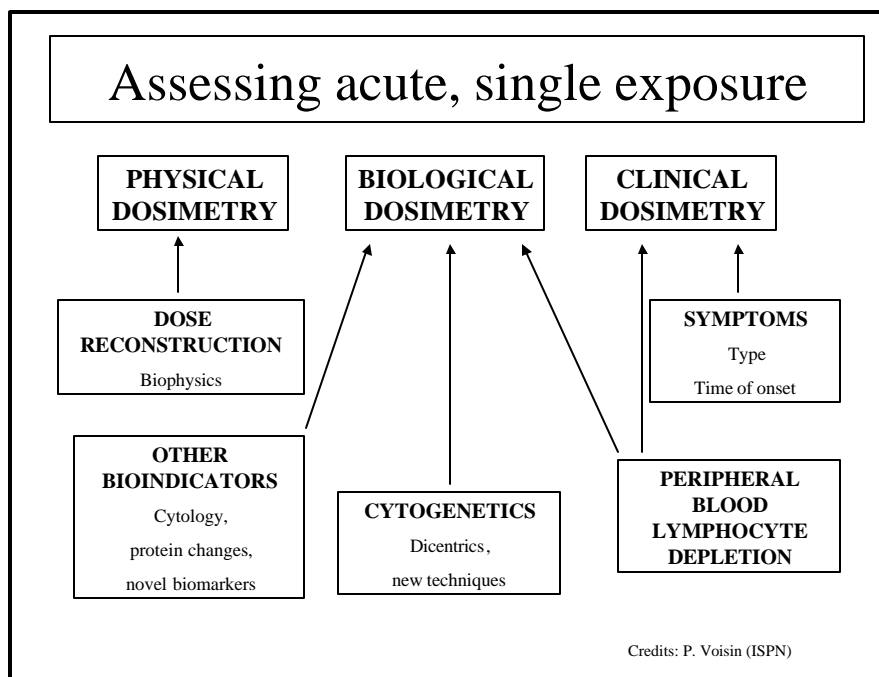 Assessing acute, single exposure
PHYSICAL
DOSIMETRY
BIOLOGICAL
DOSIMETRY
CLINICAL
DOSIMETRY
DOSE
RECONSTRUCTION
Biophysics
SYMPTOMS
Type
Time of onset
OTHER
BIOINDICATORS
Cytology,
protein changes,
novel biomarkers
CYTOGENETICS
Dicentrics,
new techniques
PERIPHERAL
BLOOD
LYMPHOCYTE
DEPLETION
Credits: P. Voisin (ISPN)